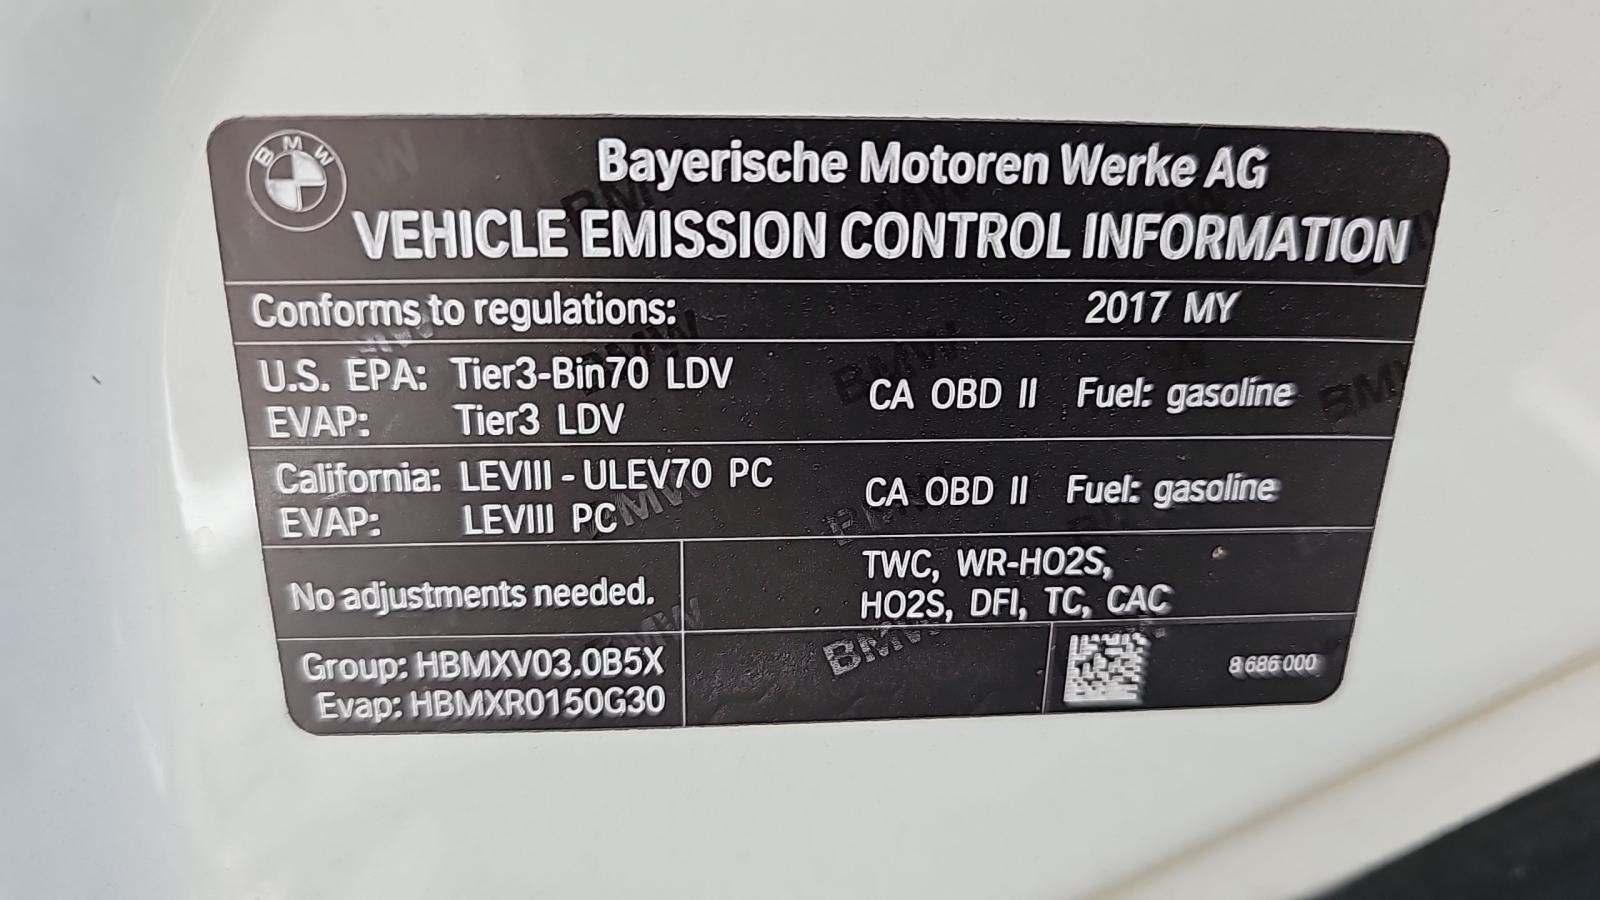 BMW
Bayerische Motoren Werke AG
VEHICLE EMISSION CONTROL INFORMATION
Conforms to regulations: 2017 MY
U.S. EPA: Tier3-Bin70 LDV
EVAP: Tier3 LDV
CA OBD II Fuel: gasoline
California: LEVIII - ULEV70 PC
EVAP: LEVIII PC
CA OBD II Fuel: gasoline
No adjustments needed.
TWC, WR-HO2S,
HO2S, DFI, TC, CAC
Group: HBMXV03.0B5X
Evap: HBMXR0150G30
8 686 000